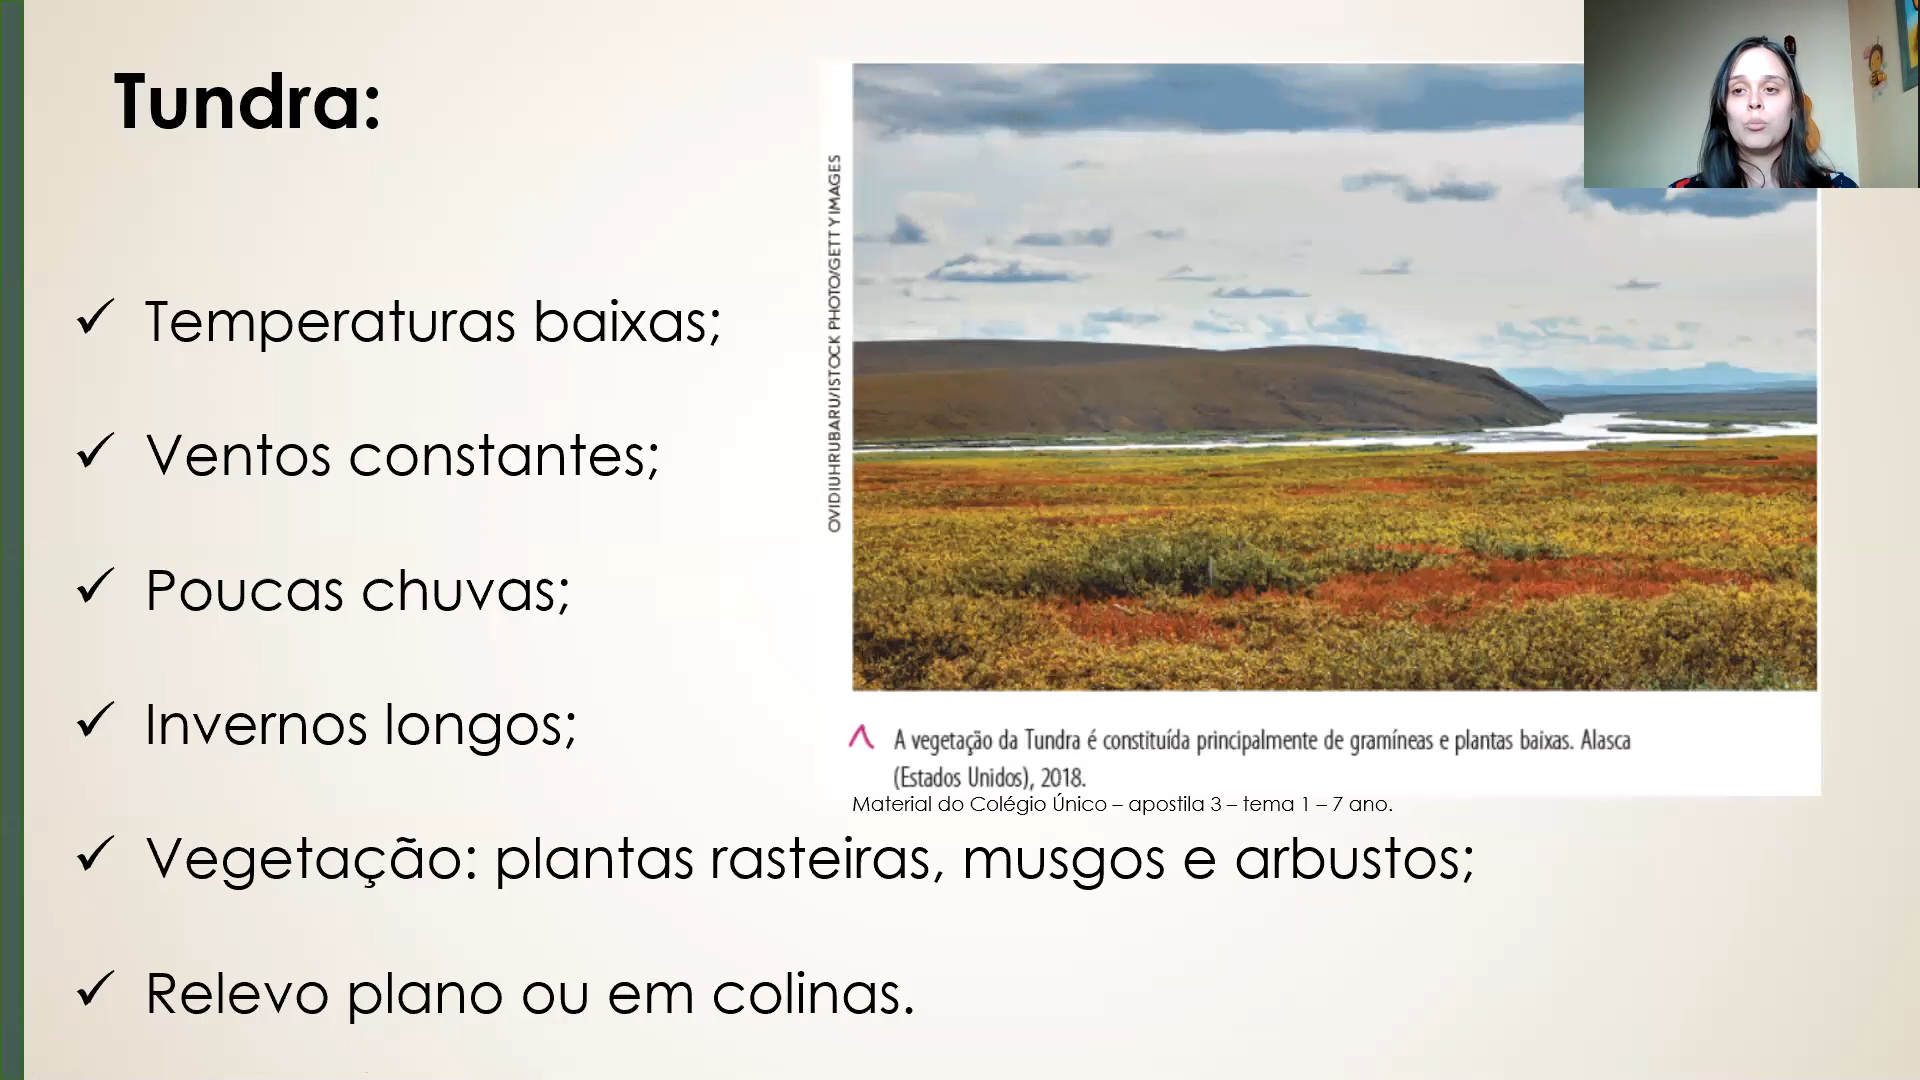 Tundra:
✓ Temperaturas baixas;
✓ Ventos constantes;
✓ Poucas chuvas;
✓ Invernos longos;
OVIDIUHRUBARU/ISTOCK PHOTO/GETTY IMAGES
A vegetação da Tundra é constituída principalmente de gramíneas e plantas baixas. Alasca
(Estados Unidos), 2018.
Material do Colégio Único – apostila 3 – tema 1 – 7 ano.
✓ Vegetação: plantas rasteiras, musgos e arbustos;
✓ Relevo plano ou em colinas.